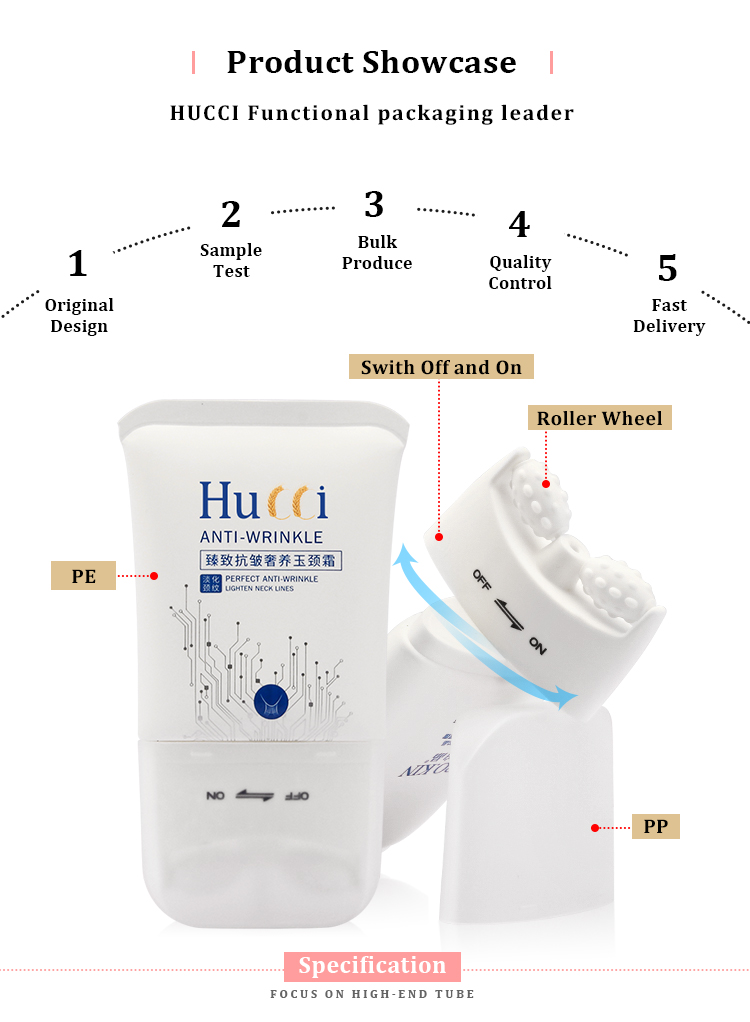 Product Showcase
HUCCI Functional packaging leader
1
Original
Design
2
Sample
Test
3
Bulk
Produce
4
Quality
Control
5
Fast
Delivery
Swith Off and On
Roller Wheel
PE
Hucci
ANTI-WRINKLE
臻致抗皱奢养玉颈霜
淡化
颈纹
PERFECT ANTI-WRINKLE
LIGHTEN NECK LINES
OFF
ON
OFF
ON
PP
Specification
FOCUS ON HIGH-END TUBE